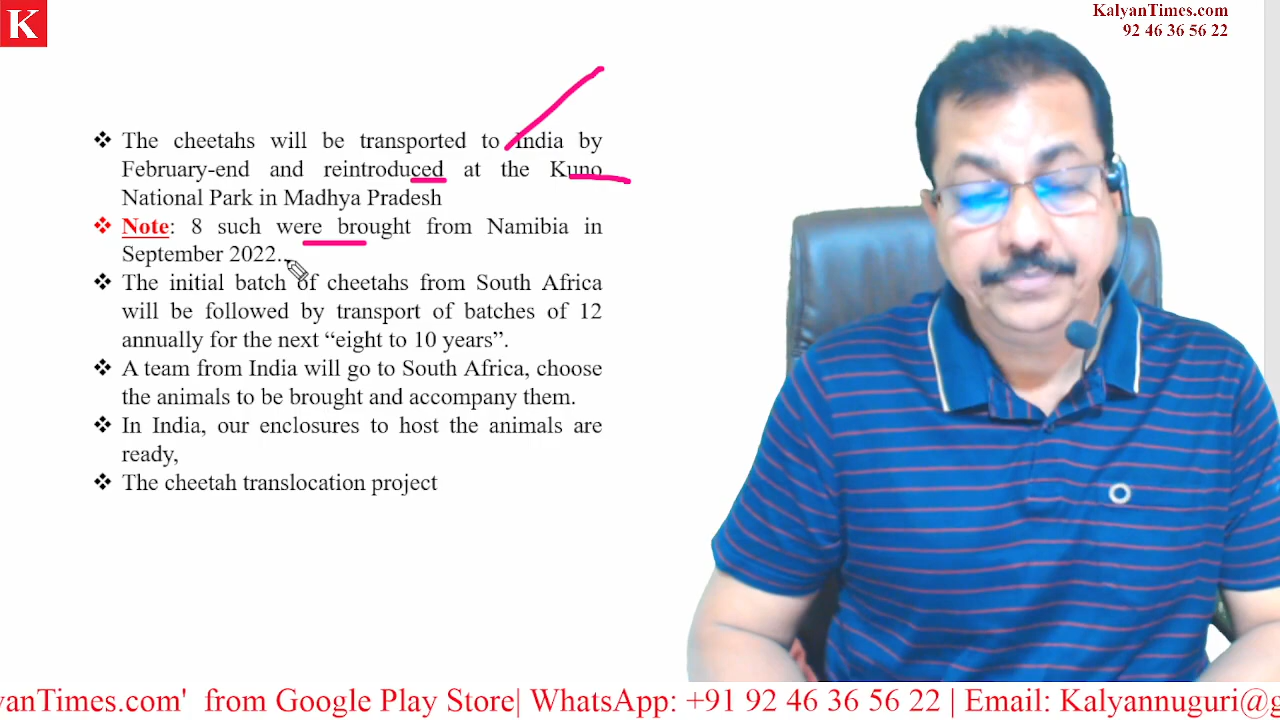 K
KalyanTimes.com
92 46 36 56 22
❖ The cheetahs will be transported to India by
February-end and reintroduced at the Kuno
National Park in Madhya Pradesh
❖ Note: 8 such were brought from Namibia in
September 2022..
❖ The initial batch of cheetahs from South Africa
will be followed by transport of batches of 12
annually for the next “eight to 10 years”.
❖ A team from India will go to South Africa, choose
the animals to be brought and accompany them.
❖ In India, our enclosures to host the animals are
ready,
❖ The cheetah translocation project
yanTimes.com' from Google Play Store| WhatsApp: +91 92 46 36 56 22 | Email: Kalyannuguri@g